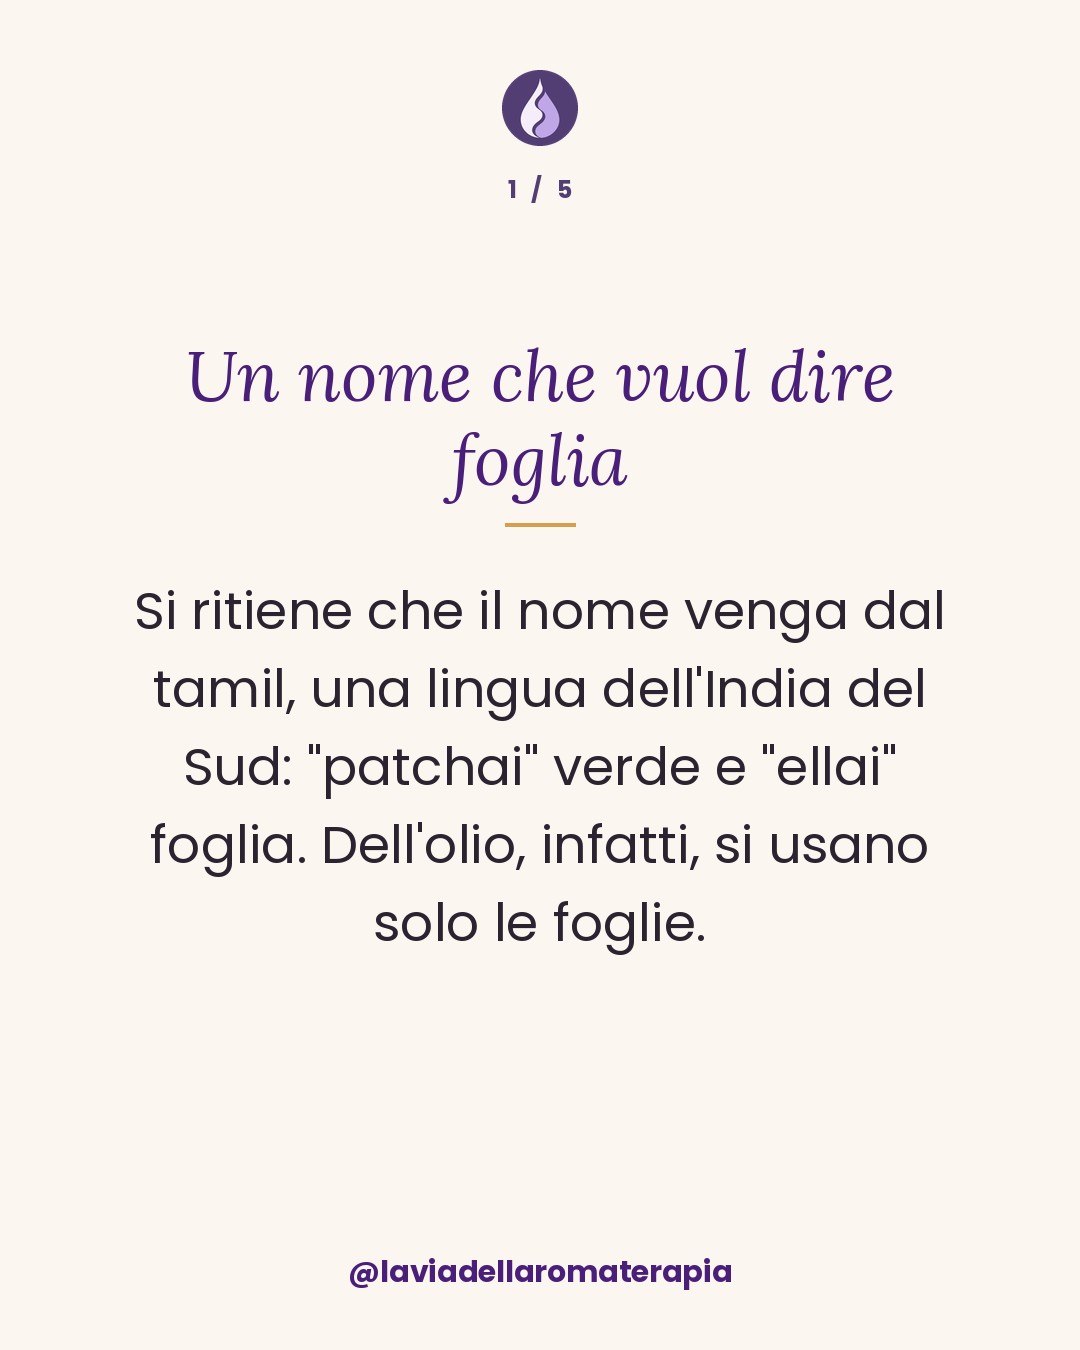 1 / 5
Un nome che vuol dire
foglia
Si ritiene che il nome venga dal
tamil, una lingua dell'India del
Sud: "patchai" verde e "ellai"
foglia. Dell'olio, infatti, si usano
solo le foglie.
@laviadellaromaterapia